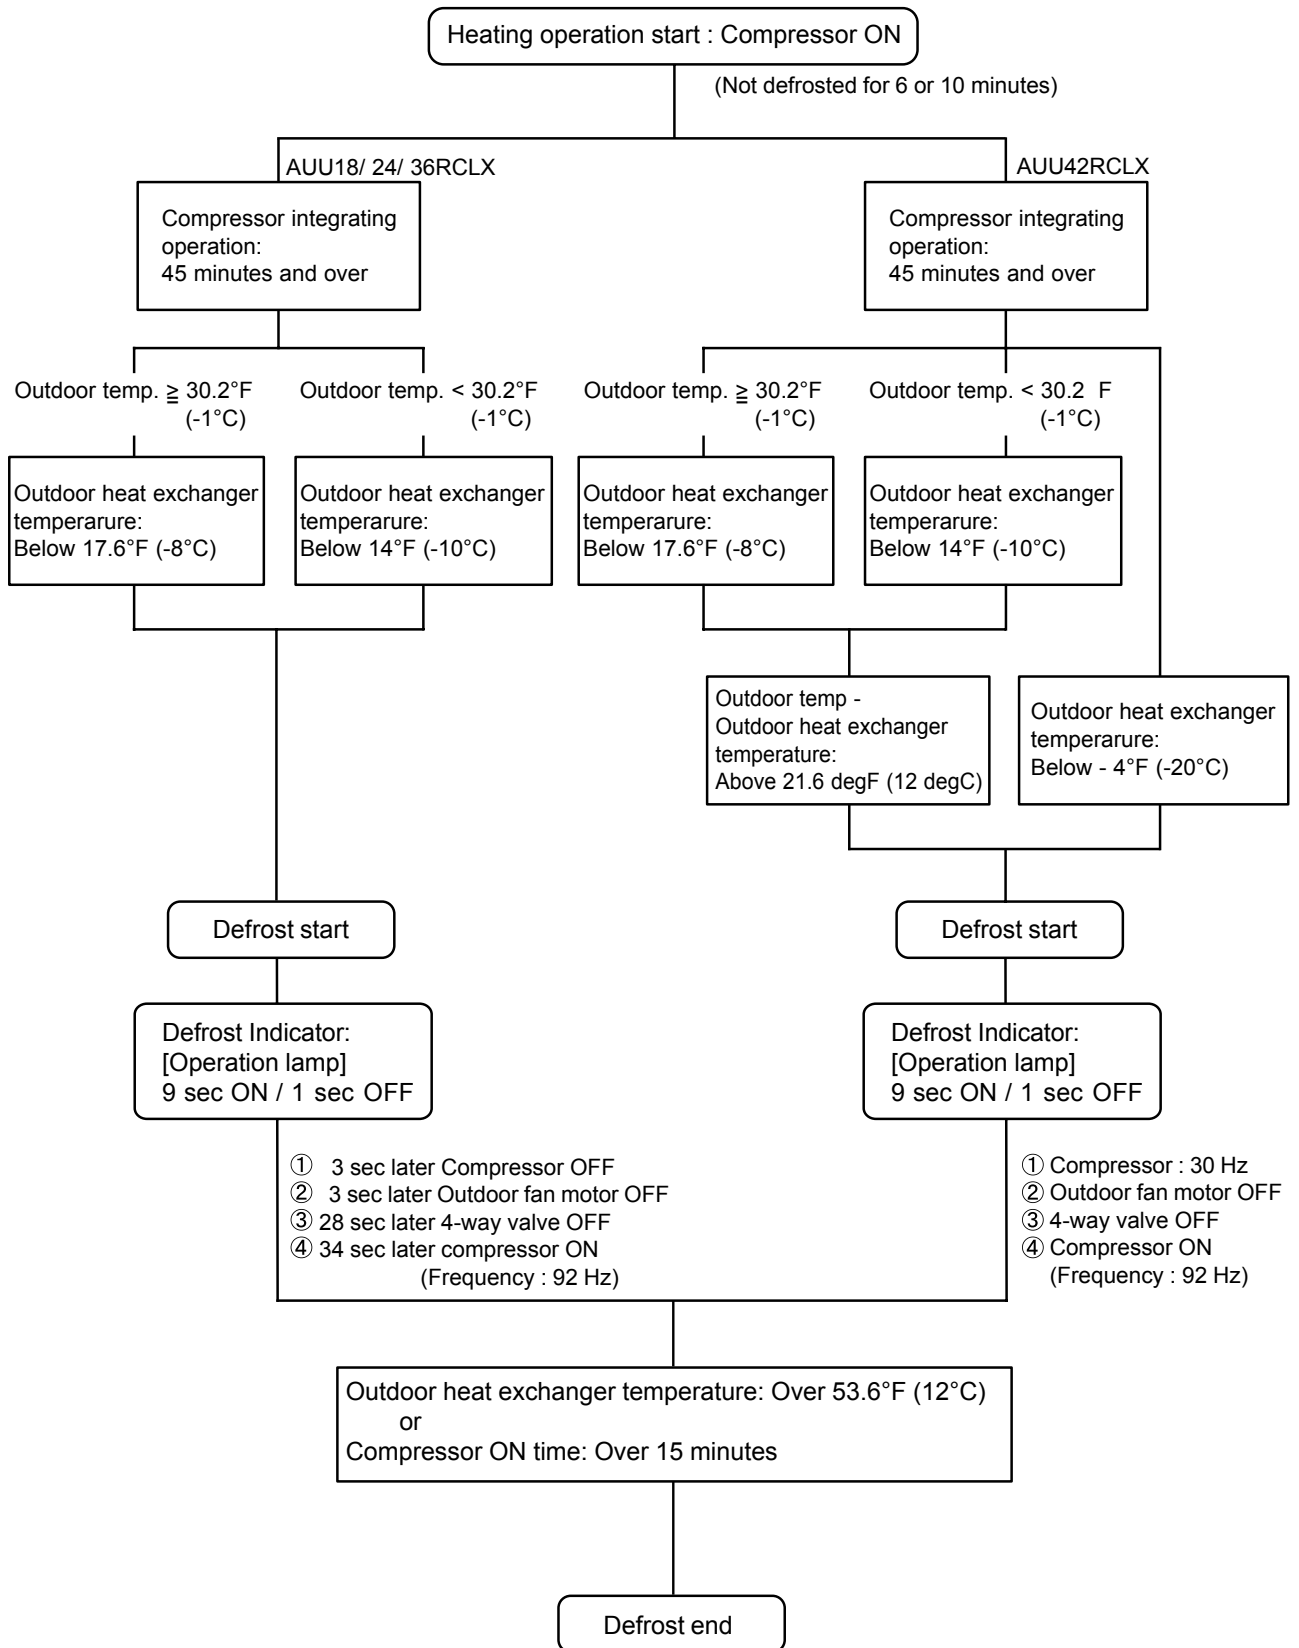 Heating operation start : Compressor ON
(Not defrosted for 6 or 10 minutes)
AUU18/ 24/ 36RCLX
Compressor integrating
operation:
45 minutes and over
Outdoor temp. ≧ 30.2°F
(-1°C)
Outdoor temp. < 30.2°F
(-1°C)
Outdoor heat exchanger
temperarure:
Below 17.6°F (-8°C)
Outdoor heat exchanger
temperarure:
Below 14°F (-10°C)
Defrost start
Defrost Indicator:
[Operation lamp]
9 sec ON / 1 sec OFF
① 3 sec later Compressor OFF
② 3 sec later Outdoor fan motor OFF
③ 28 sec later 4-way valve OFF
④ 34 sec later compressor ON
(Frequency : 92 Hz)
AUU42RCLX
Compressor integrating
operation:
45 minutes and over
Outdoor temp. ≧ 30.2°F
(-1°C)
Outdoor temp. < 30.2 F
(-1°C)
Outdoor heat exchanger
temperarure:
Below 17.6°F (-8°C)
Outdoor heat exchanger
temperarure:
Below 14°F (-10°C)
Outdoor temp -
Outdoor heat exchanger
temperature:
Above 21.6 degF (12 degC)
Outdoor heat exchanger
temperarure:
Below - 4°F (-20°C)
Defrost start
Defrost Indicator:
[Operation lamp]
9 sec ON / 1 sec OFF
① Compressor : 30 Hz
② Outdoor fan motor OFF
③ 4-way valve OFF
④ Compressor ON
(Frequency : 92 Hz)
Outdoor heat exchanger temperature: Over 53.6°F (12°C)
or
Compressor ON time: Over 15 minutes
Defrost end